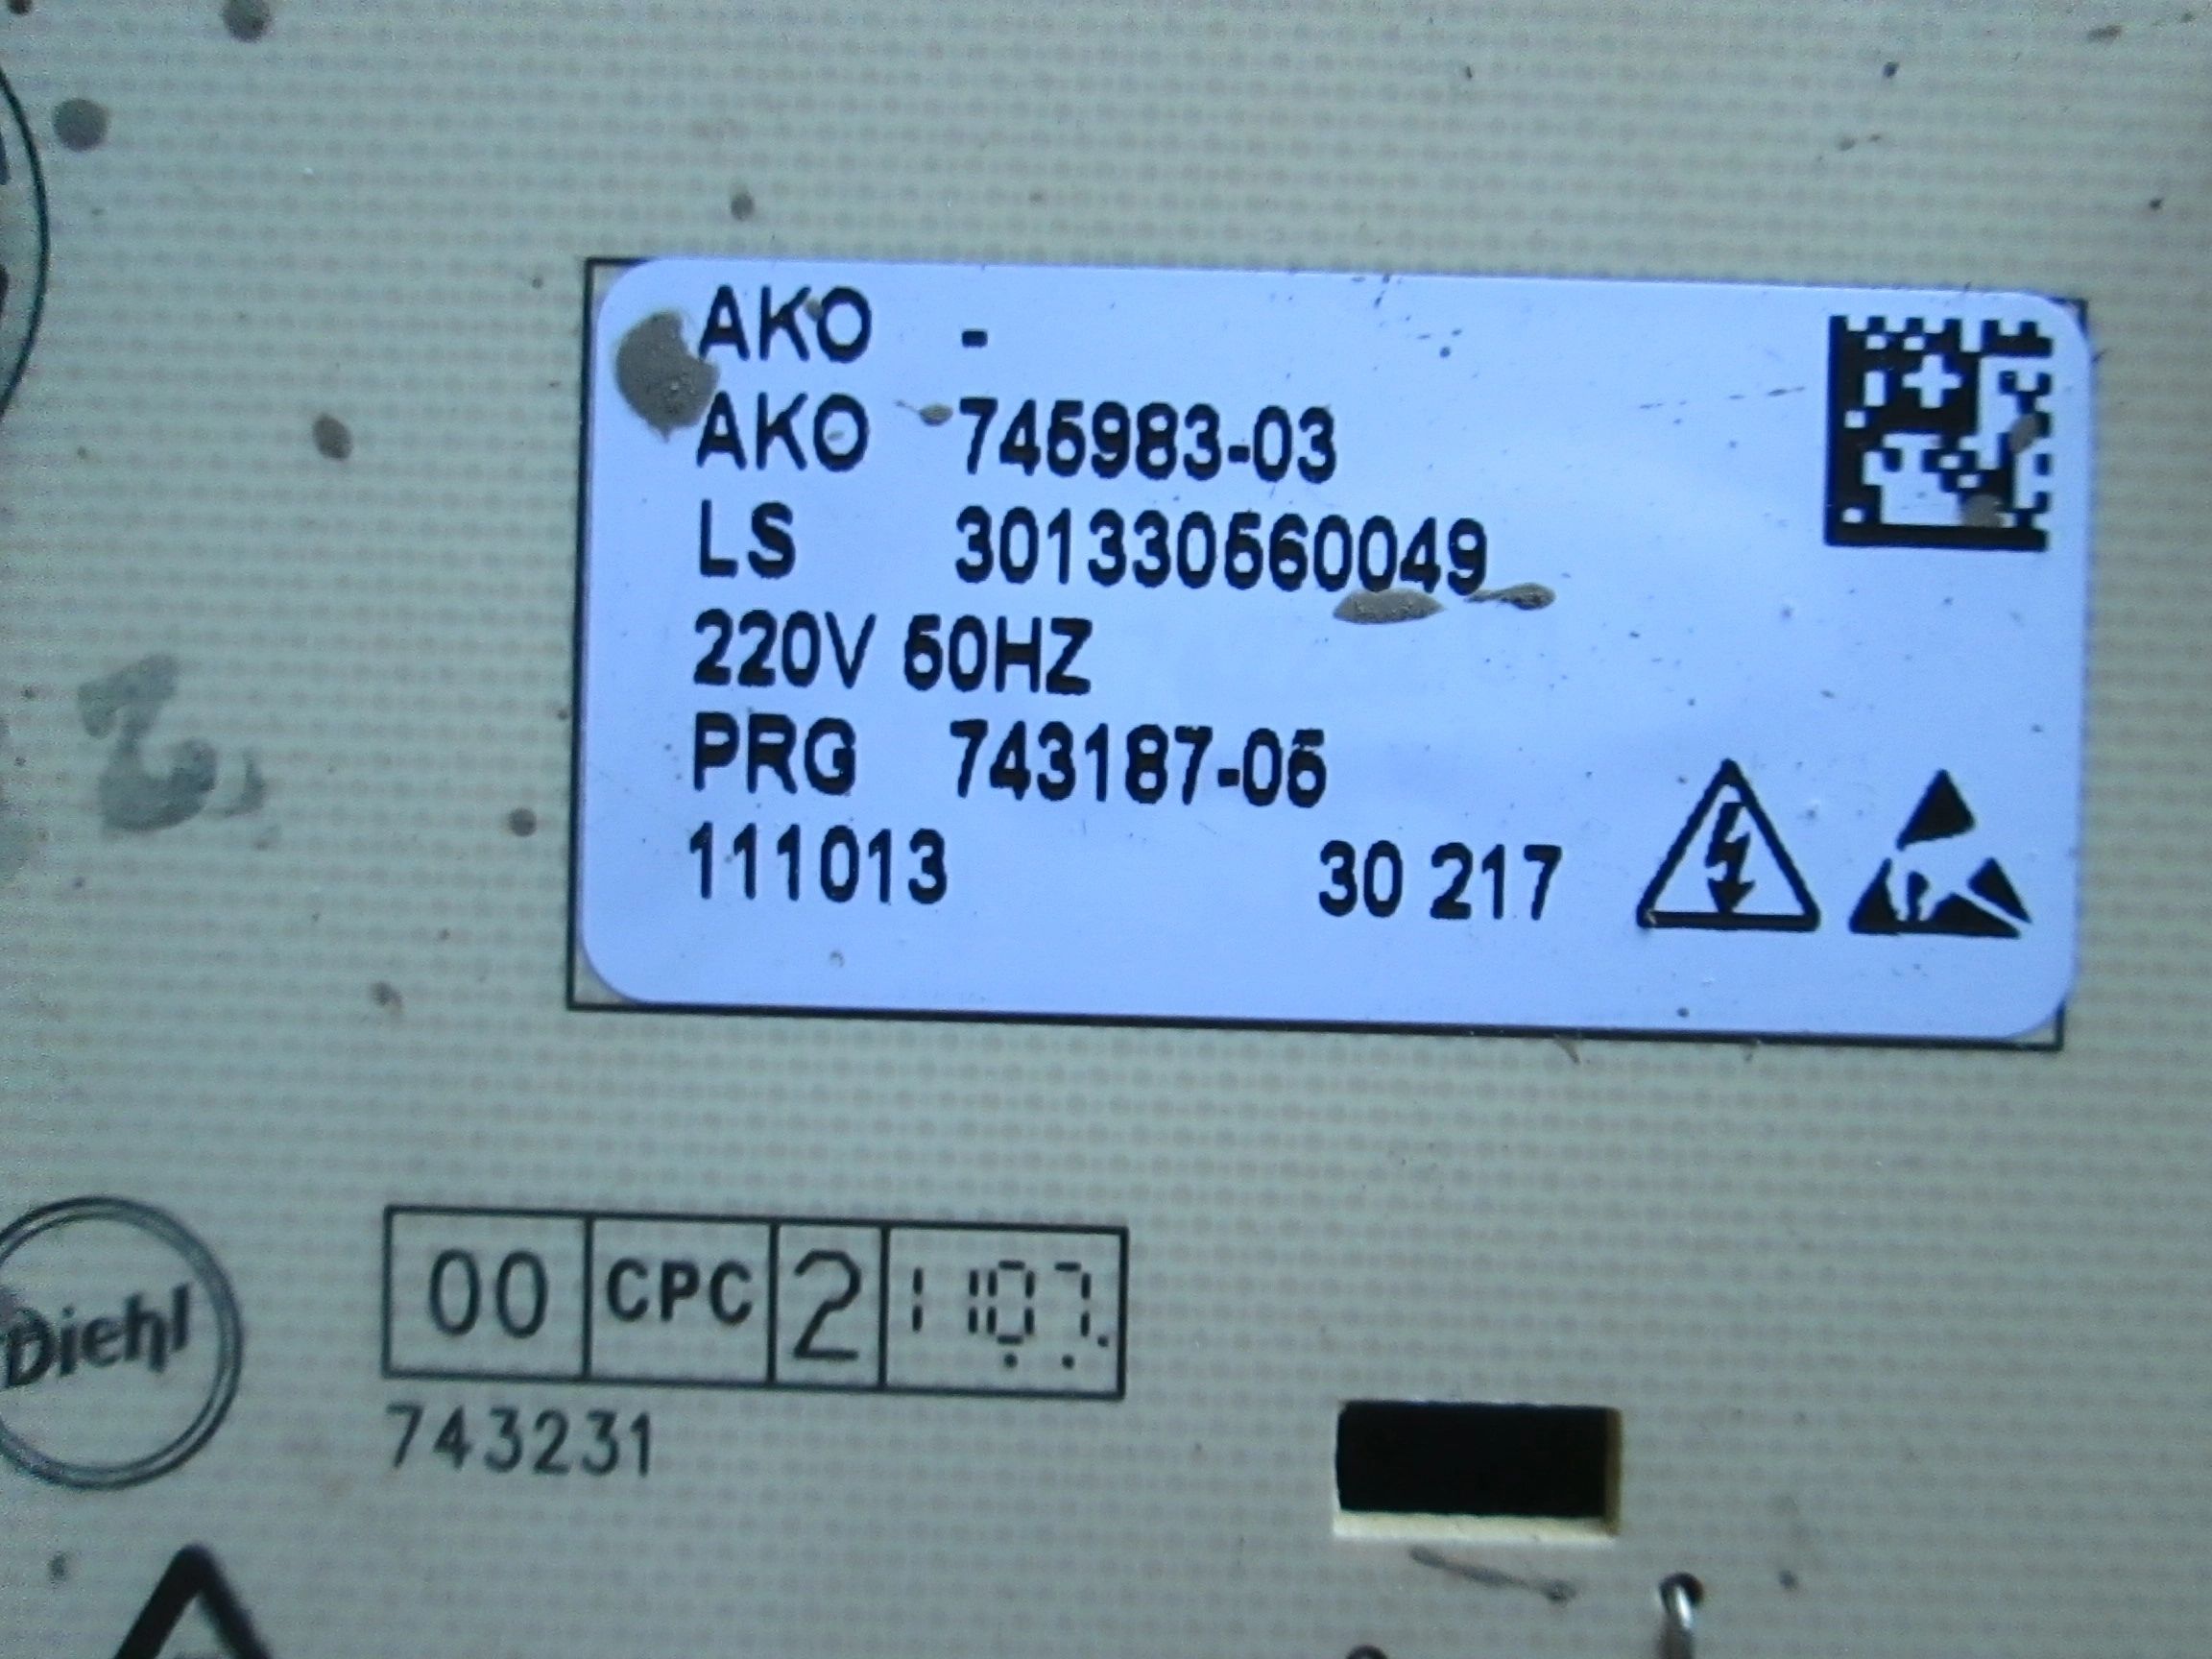 AKO -
AKO 745983-03
LS 301330560049
220V 50HZ
PRG 743187-05
111013 30 217
Diehl
00 CPC 2 1107
743231